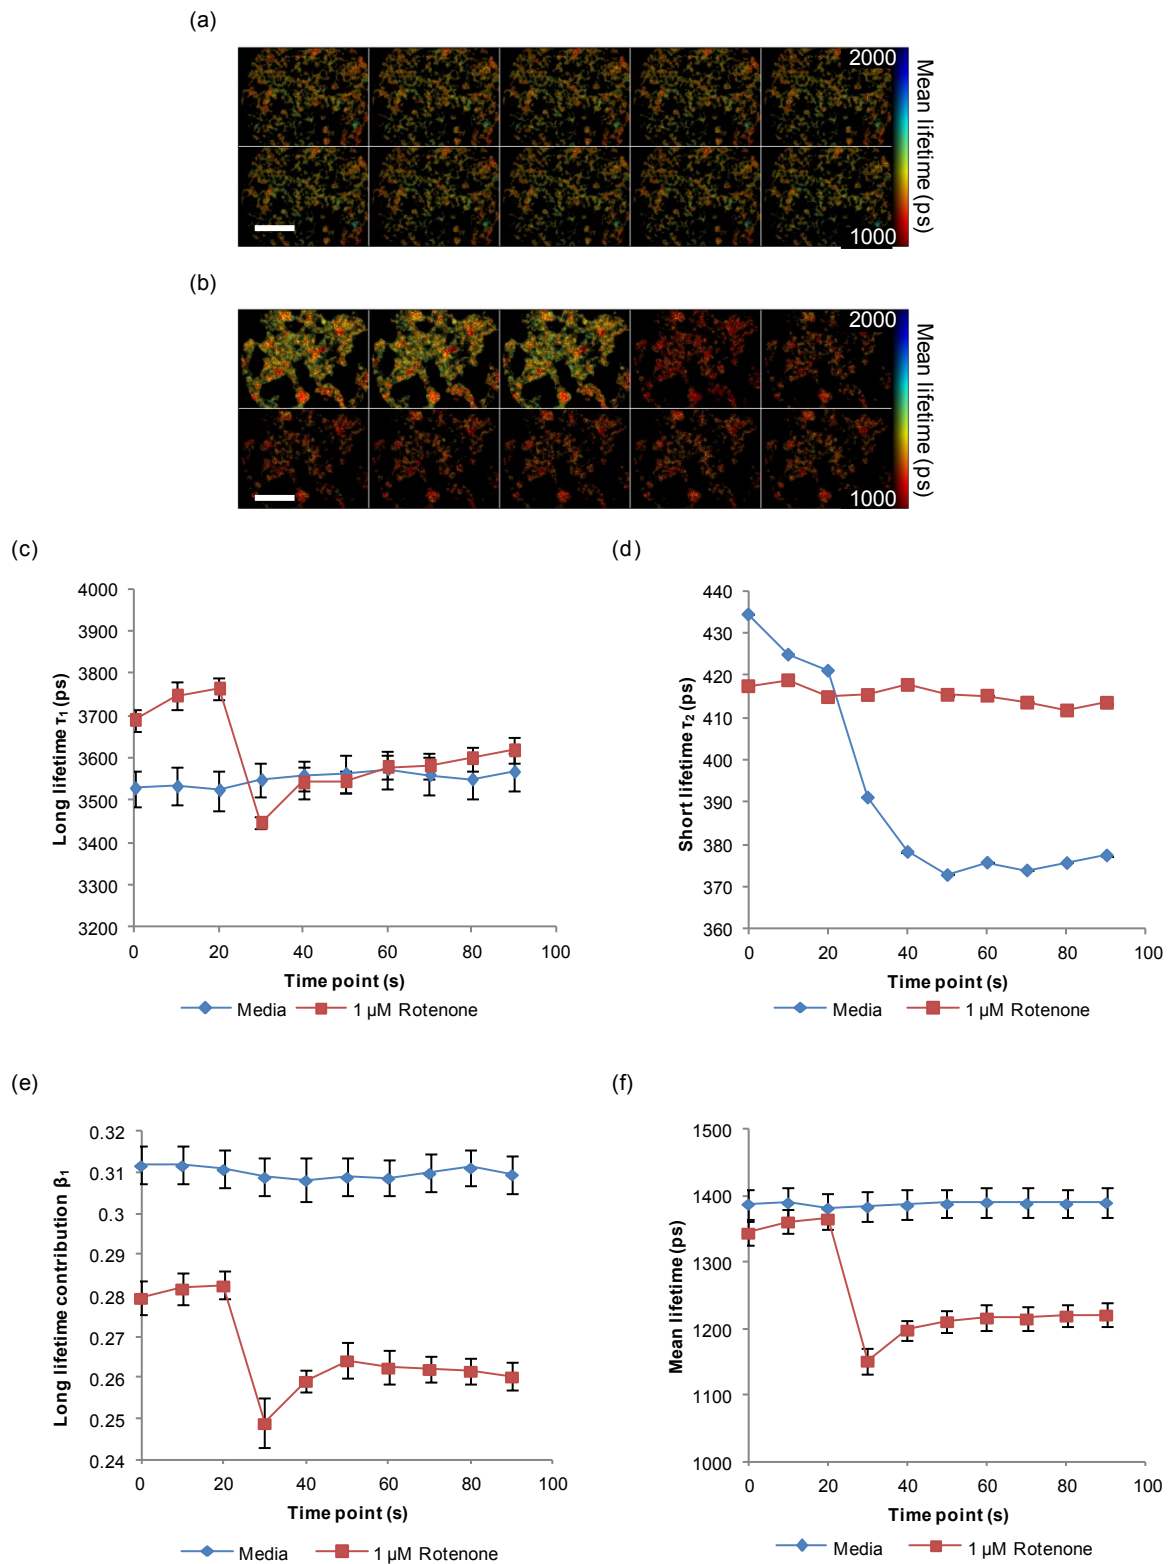 (a)
2000
1000
Mean lifetime (ps)
(b)
2000
1000
Mean lifetime (ps)
(c)
4000
3900
3800
3700
3600
3500
3400
3300
3200
Long lifetime τ1 (ps)
0 20 40 60 80 100
Time point (s)
Media 1 µM Rotenone
(d)
440
430
420
410
400
390
380
370
360
Short lifetime τ2 (ps)
0 20 40 60 80 100
Time point (s)
Media 1 µM Rotenone
(e)
0.32
0.31
0.3
0.29
0.28
0.27
0.26
0.25
0.24
Long lifetime contribution β1
0 20 40 60 80 100
Time point (s)
Media 1 µM Rotenone
(f)
1500
1400
1300
1200
1100
1000
Mean lifetime (ps)
0 20 40 60 80 100
Time point (s)
Media 1 µM Rotenone